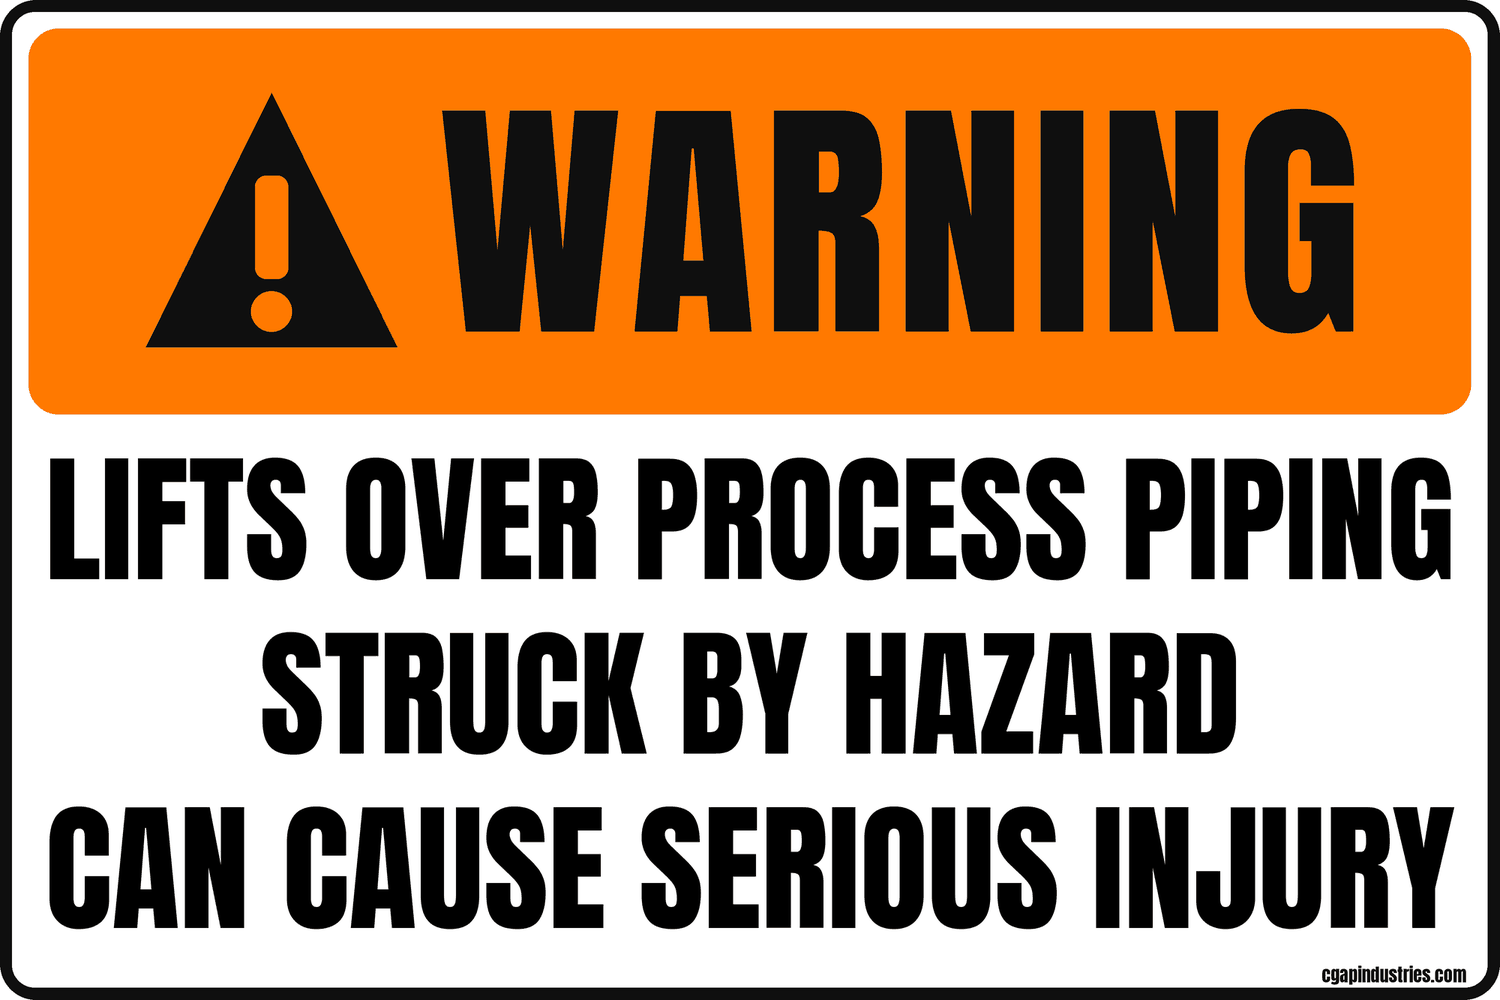 WARNING
LIFTS OVER PROCESS PIPING
STRUCK BY HAZARD
CAN CAUSE SERIOUS INJURY
cgapindustries.com